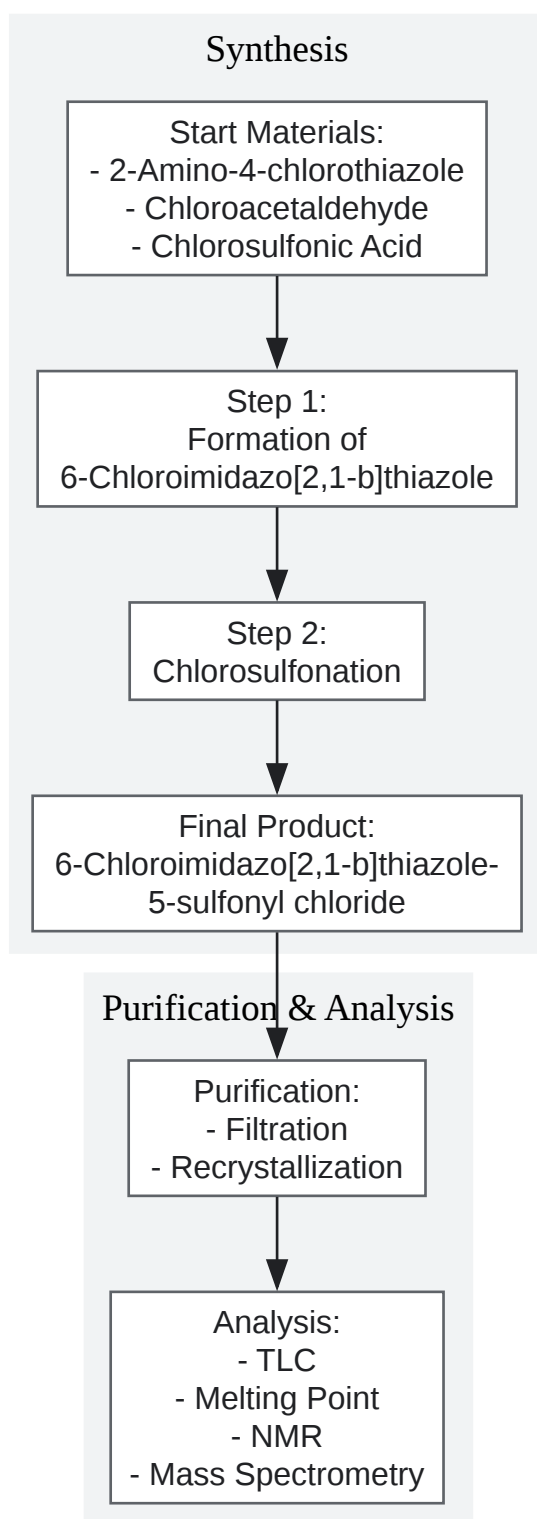 Synthesis
Start Materials:
- 2-Amino-4-chlorothiazole
- Chloroacetaldehyde
- Chlorosulfonic Acid
Step 1:
Formation of
6-Chloroimidazo[2,1-b]thiazole
Step 2:
Chlorosulfonation
Final Product:
6-Chloroimidazo[2,1-b]thiazole-
5-sulfonyl chloride
Purification & Analysis
Purification:
- Filtration
- Recrystallization
Analysis:
- TLC
- Melting Point
- NMR
- Mass Spectrometry